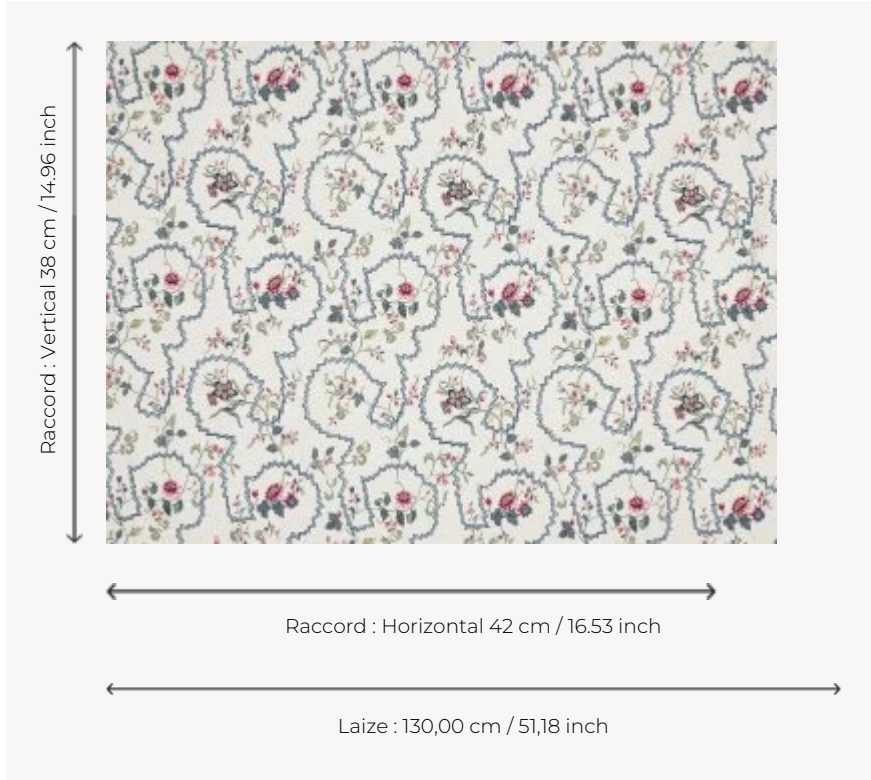 Raccord : Vertical 38 cm / 14.96 inch
Raccord : Horizontal 42 cm / 16.53 inch
Laize : 130,00 cm / 51,18 inch